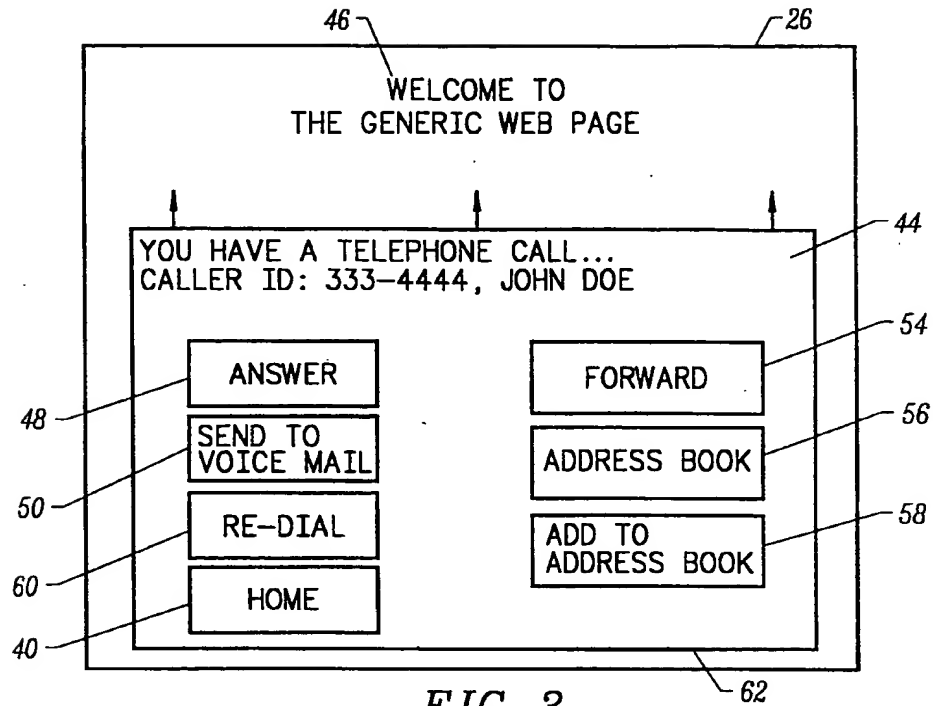 46
26
WELCOME TO
THE GENERIC WEB PAGE
YOU HAVE A TELEPHONE CALL...
CALLER ID: 333-4444, JOHN DOE
44
54
ANSWER
FORWARD
48
56
SEND TO
VOICE MAIL
ADDRESS BOOK
50
58
RE-DIAL
ADD TO
ADDRESS BOOK
60
HOME
40
62